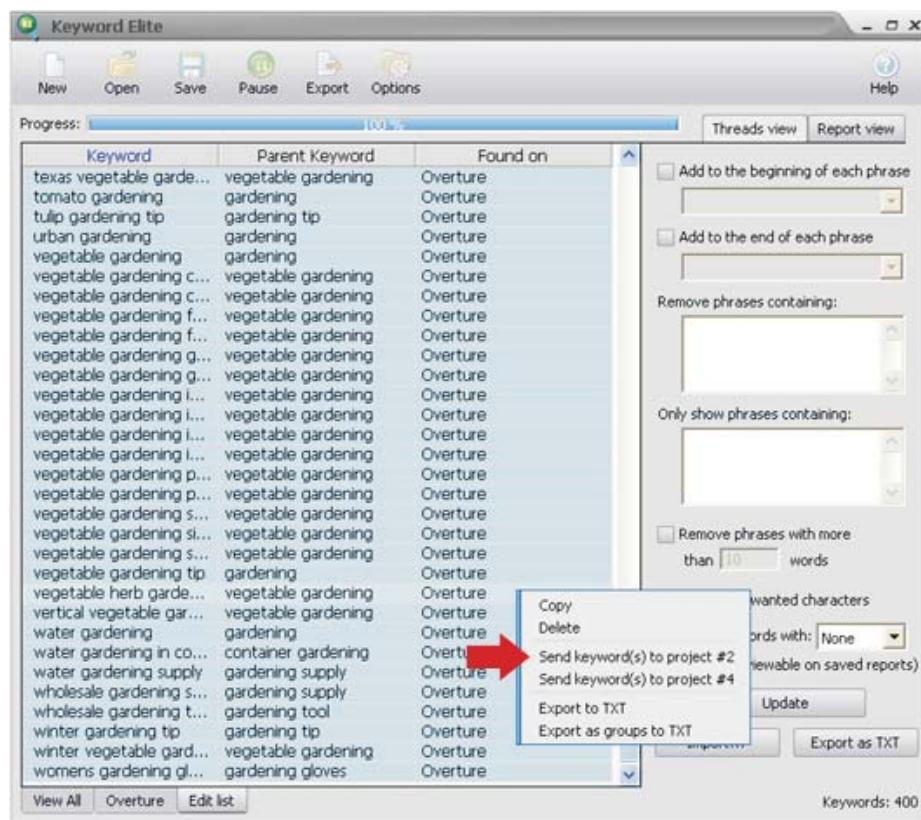 Keyword Elite
New Open Save Pause Export Options Help
Progress: 100 % Threads view Report view
Keyword Parent Keyword Found on
texas vegetable garde... vegetable gardening Overture
tomato gardening gardening Overture
tulip gardening tip gardening tip Overture
urban gardening gardening Overture
vegetable gardening gardening Overture
vegetable gardening c... vegetable gardening Overture
vegetable gardening c... vegetable gardening Overture
vegetable gardening f... vegetable gardening Overture
vegetable gardening f... vegetable gardening Overture
vegetable gardening g... vegetable gardening Overture
vegetable gardening g... vegetable gardening Overture
vegetable gardening i... vegetable gardening Overture
vegetable gardening i... vegetable gardening Overture
vegetable gardening i... vegetable gardening Overture
vegetable gardening i... vegetable gardening Overture
vegetable gardening p... vegetable gardening Overture
vegetable gardening p... vegetable gardening Overture
vegetable gardening s... vegetable gardening Overture
vegetable gardening si... vegetable gardening Overture
vegetable gardening s... vegetable gardening Overture
vegetable gardening tip gardening Overture
vegetable herb garde... vegetable gardening Overture
vertical vegetable gar... vegetable gardening Overture
water gardening gardening Overture
water gardening in co... container gardening
water gardening supply gardening supply Overture
wholesale gardening s... gardening supply Overture
wholesale gardening t... gardening tool Overture
winter gardening tip gardening tip Overture
winter vegetable gard... vegetable gardening Overture
womens gardening gl... gardening gloves Overture
Add to the beginning of each phrase
Add to the end of each phrase
Remove phrases containing:
Only show phrases containing:
Remove phrases with more
than 10 words
wanted characters
ords with: None
iewable on saved reports)
Update
Export as TXT
Copy
Delete
Send keyword(s) to project #2
Send keyword(s) to project #4
Export to TXT
Export as groups to TXT
View All Overture Edit list Keywords: 400